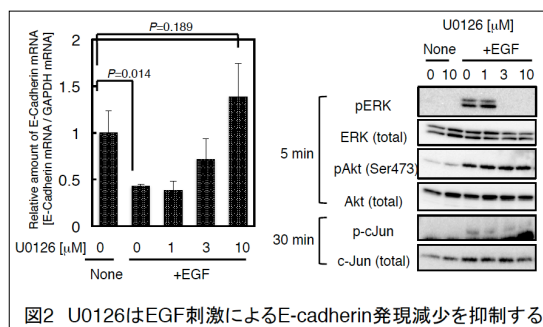 P=0.189
P=0.014
Relative amount of E-Cadherin mRNA
[E-Cadherin mRNA / GAPDH mRNA]
2
1.5
1
0.5
0
U0126 [μM] 0 0 1 3 10
None +EGF
U0126 [μM]
None +EGF
0 10 0 1 3 10
pERK
ERK (total)
5 min
pAkt (Ser473)
Akt (total)
p-cJun
30 min
c-Jun (total)
図2 U0126はEGF刺激によるE-cadherin発現減少を抑制する